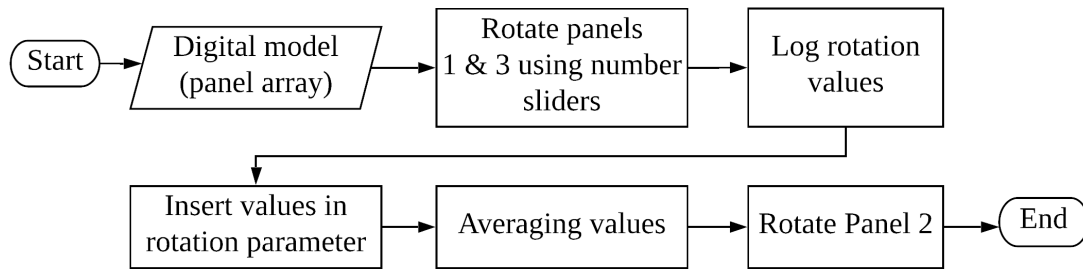 Start
Digital model
(panel array)
Rotate panels
1 & 3 using number
sliders
Log rotation
values
Insert values in
rotation parameter
Averaging values
Rotate Panel 2
End